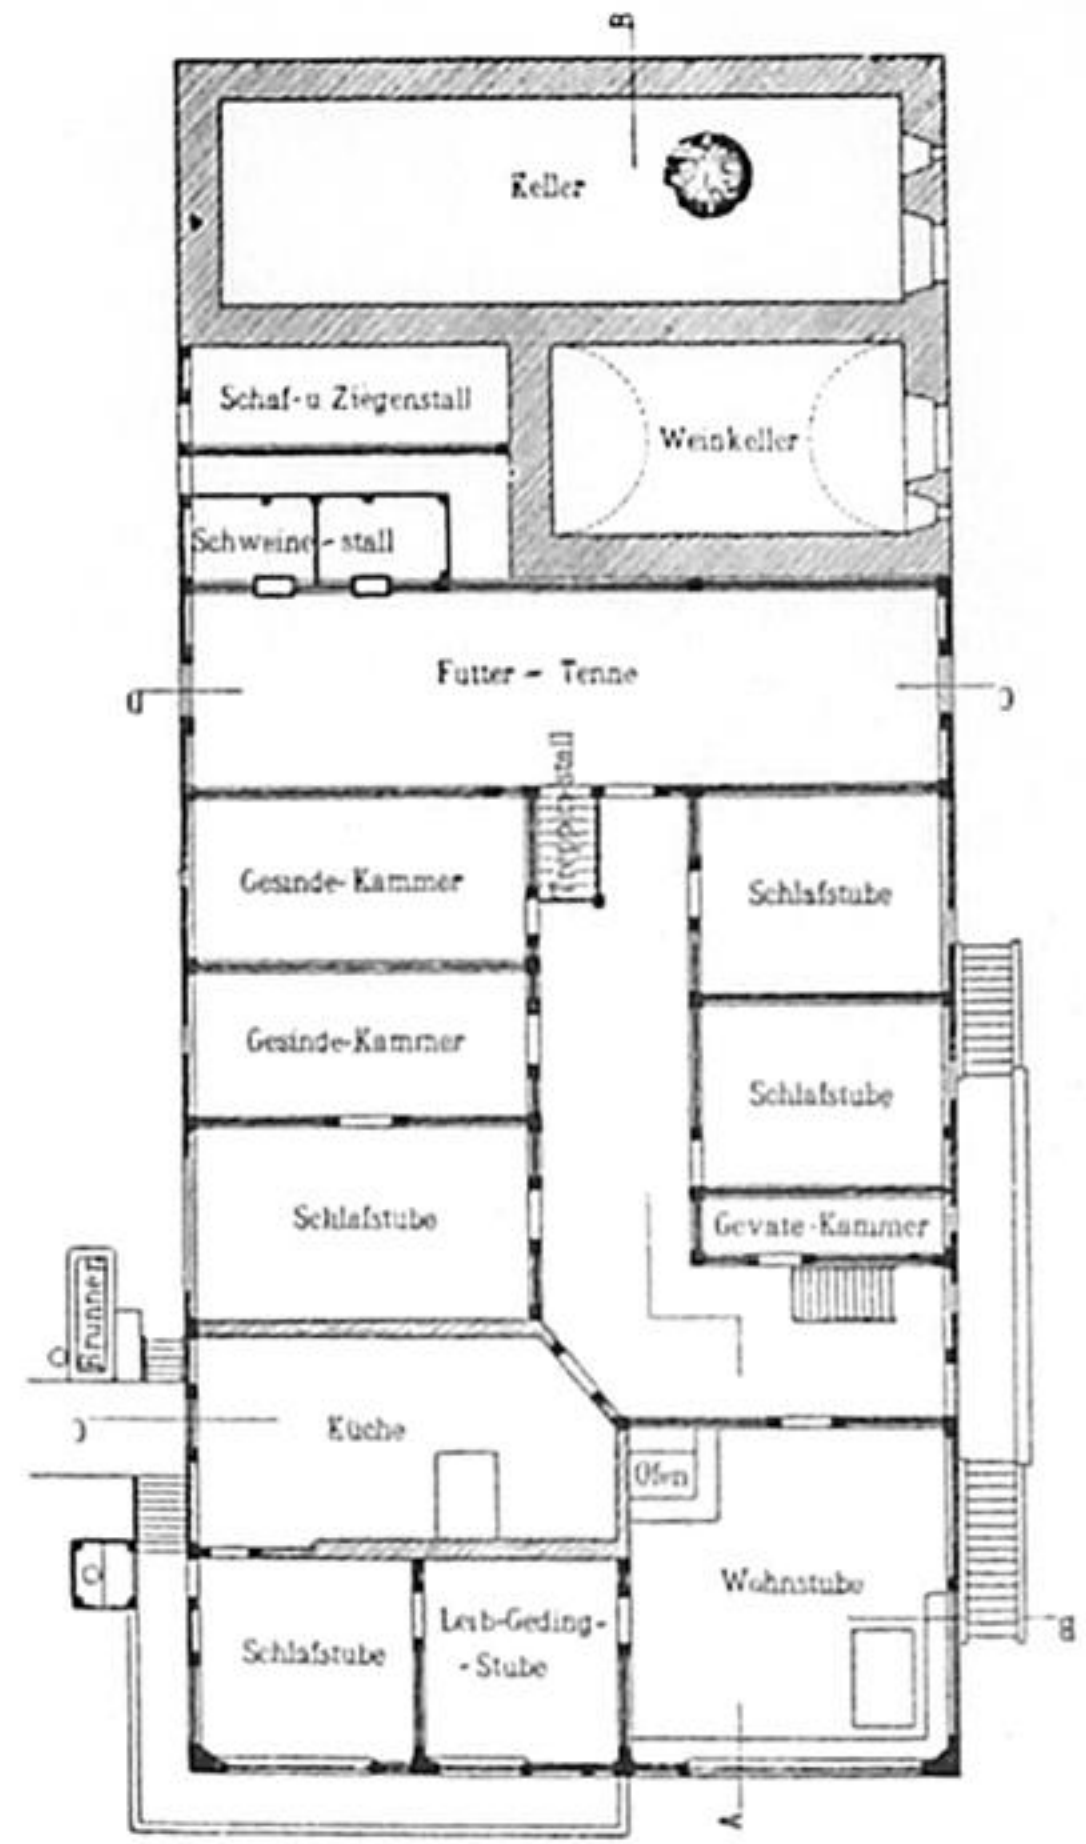 B
Keller
Schaf-u Ziegenstall
Weinkeller
Schweine-stall
Futter - Tenne
D
C
Gesinde-Kammer
Schlafstube
Gesinde-Kammer
Schlafstube
Schlafstube
Gevate-Kammer
Brunnen
Küche
Ofen
Wohnstube
Leib-Geding-
-Stube
Schlafstube
B